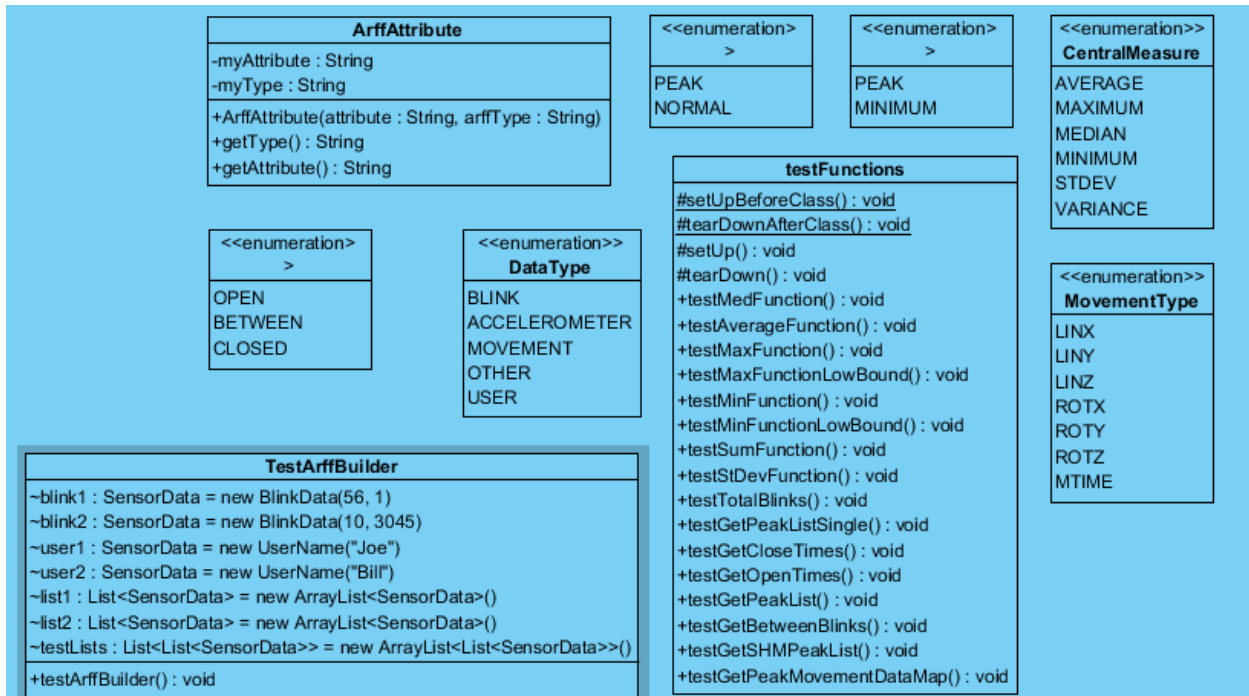 ArffAttribute
-myAttribute : String
-myType : String
+ArffAttribute(attribute : String, arffType : String)
+getType() : String
+getAttribute() : String
<<enumeration>
>
PEAK
NORMAL
<<enumeration>
>
PEAK
MINIMUM
<<enumeration>>
CentralMeasure
AVERAGE
MAXIMUM
MEDIAN
MINIMUM
STDEV
VARIANCE
<<enumeration>
>
OPEN
BETWEEN
CLOSED
<<enumeration>>
DataType
BLINK
ACCELEROMETER
MOVEMENT
OTHER
USER
testFunctions
#setUpBeforeClass() : void
#tearDownAfterClass() : void
#setUp() : void
#tearDown() : void
+testMedFunction() : void
+testAverageFunction() : void
+testMaxFunction() : void
+testMaxFunctionLowBound() : void
+testMinFunction() : void
+testMinFunctionLowBound() : void
+testSumFunction() : void
+testStDevFunction() : void
+testTotalBlinks() : void
+testGetPeakListSingle() : void
+testGetCloseTimes() : void
+testGetOpenTimes() : void
+testGetPeakList() : void
+testGetBetweenBlinks() : void
+testGetSHMPeakList() : void
+testGetPeakMovementDataMap() : void
<<enumeration>>
MovementType
LINX
LINY
LINZ
ROTX
ROTY
ROTZ
MTIME
TestArffBuilder
~blink1 : SensorData = new BlinkData(56, 1)
~blink2 : SensorData = new BlinkData(10, 3045)
~user1 : SensorData = new UserName("Joe")
~user2 : SensorData = new UserName("Bill")
~list1 : List<SensorData> = new ArrayList<SensorData>()
~list2 : List<SensorData> = new ArrayList<SensorData>()
~testLists : List<List<SensorData>> = new ArrayList<List<SensorData>>()
+testArffBuilder() : void